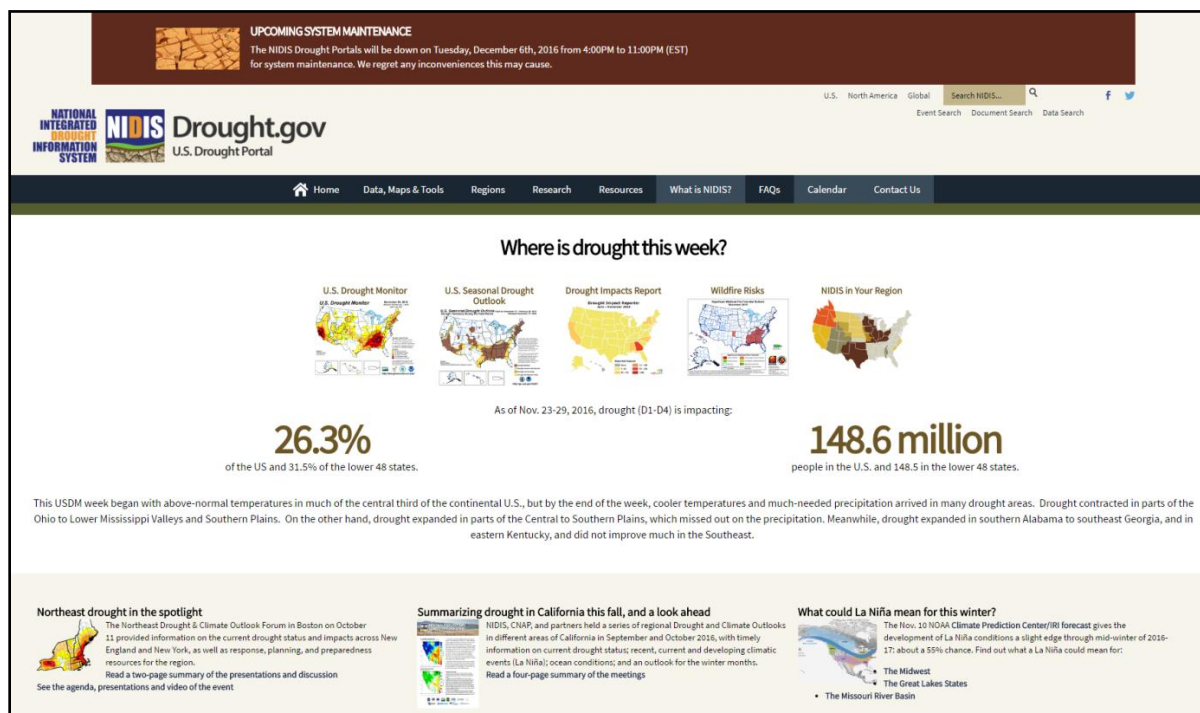 UPCOMING SYSTEM MAINTENANCE
The NIDIS Drought Portals will be down on Tuesday, December 6th, 2016 from 4:00PM to 11:00PM (EST)
for system maintenance. We regret any inconveniences this may cause.
U.S. North America Global Search NIDIS...
Event Search Document Search Data Search
NATIONAL
INTEGRATED
DROUGHT
INFORMATION
SYSTEM
NIDIS
Drought.gov
U.S. Drought Portal
Home Data, Maps & Tools Regions Research Resources What is NIDIS? FAQs Calendar Contact Us
Where is drought this week?
U.S. Drought Monitor
U.S. Seasonal Drought
Outlook
Drought Impacts Report
Wildfire Risks
NIDIS in Your Region
U.S. Drought Monitor
U.S. Seasonal Drought Outlook
Drought Impact Reporter
As of Nov. 23-29, 2016, drought (D1-D4) is impacting:
26.3%
of the US and 31.5% of the lower 48 states.
148.6 million
people in the U.S. and 148.5 in the lower 48 states.
This USDM week began with above-normal temperatures in much of the central third of the continental U.S., but by the end of the week, cooler temperatures and much-needed precipitation arrived in many drought areas. Drought contracted in parts of the
Ohio to Lower Mississippi Valleys and Southern Plains. On the other hand, drought expanded in parts of the Central to Southern Plains, which missed out on the precipitation. Meanwhile, drought expanded in southern Alabama to southeast Georgia, and in
eastern Kentucky, and did not improve much in the Southeast.
Northeast drought in the spotlight
The Northeast Drought & Climate Outlook Forum in Boston on October
11 provided information on the current drought status and impacts across New
England and New York, as well as response, planning, and preparedness
resources for the region.
Read a two-page summary of the presentations and discussion
See the agenda, presentations and video of the event
Summarizing drought in California this fall, and a look ahead
NIDIS, CNAP, and partners held a series of regional Drought and Climate Outlooks
in different areas of California in September and October 2016, with timely
information on current drought status; recent, current and developing climatic
events (La Niña); ocean conditions; and an outlook for the winter months.
Read a four-page summary of the meetings
What could La Niña mean for this winter?
The Nov. 10 NOAA Climate Prediction Center/IRI forecast gives the
development of La Niña conditions a slight edge through mid-winter of 2016-
17: about a 55% chance. Find out what a La Niña could mean for:
• The Midwest
• The Great Lakes States
• The Missouri River Basin